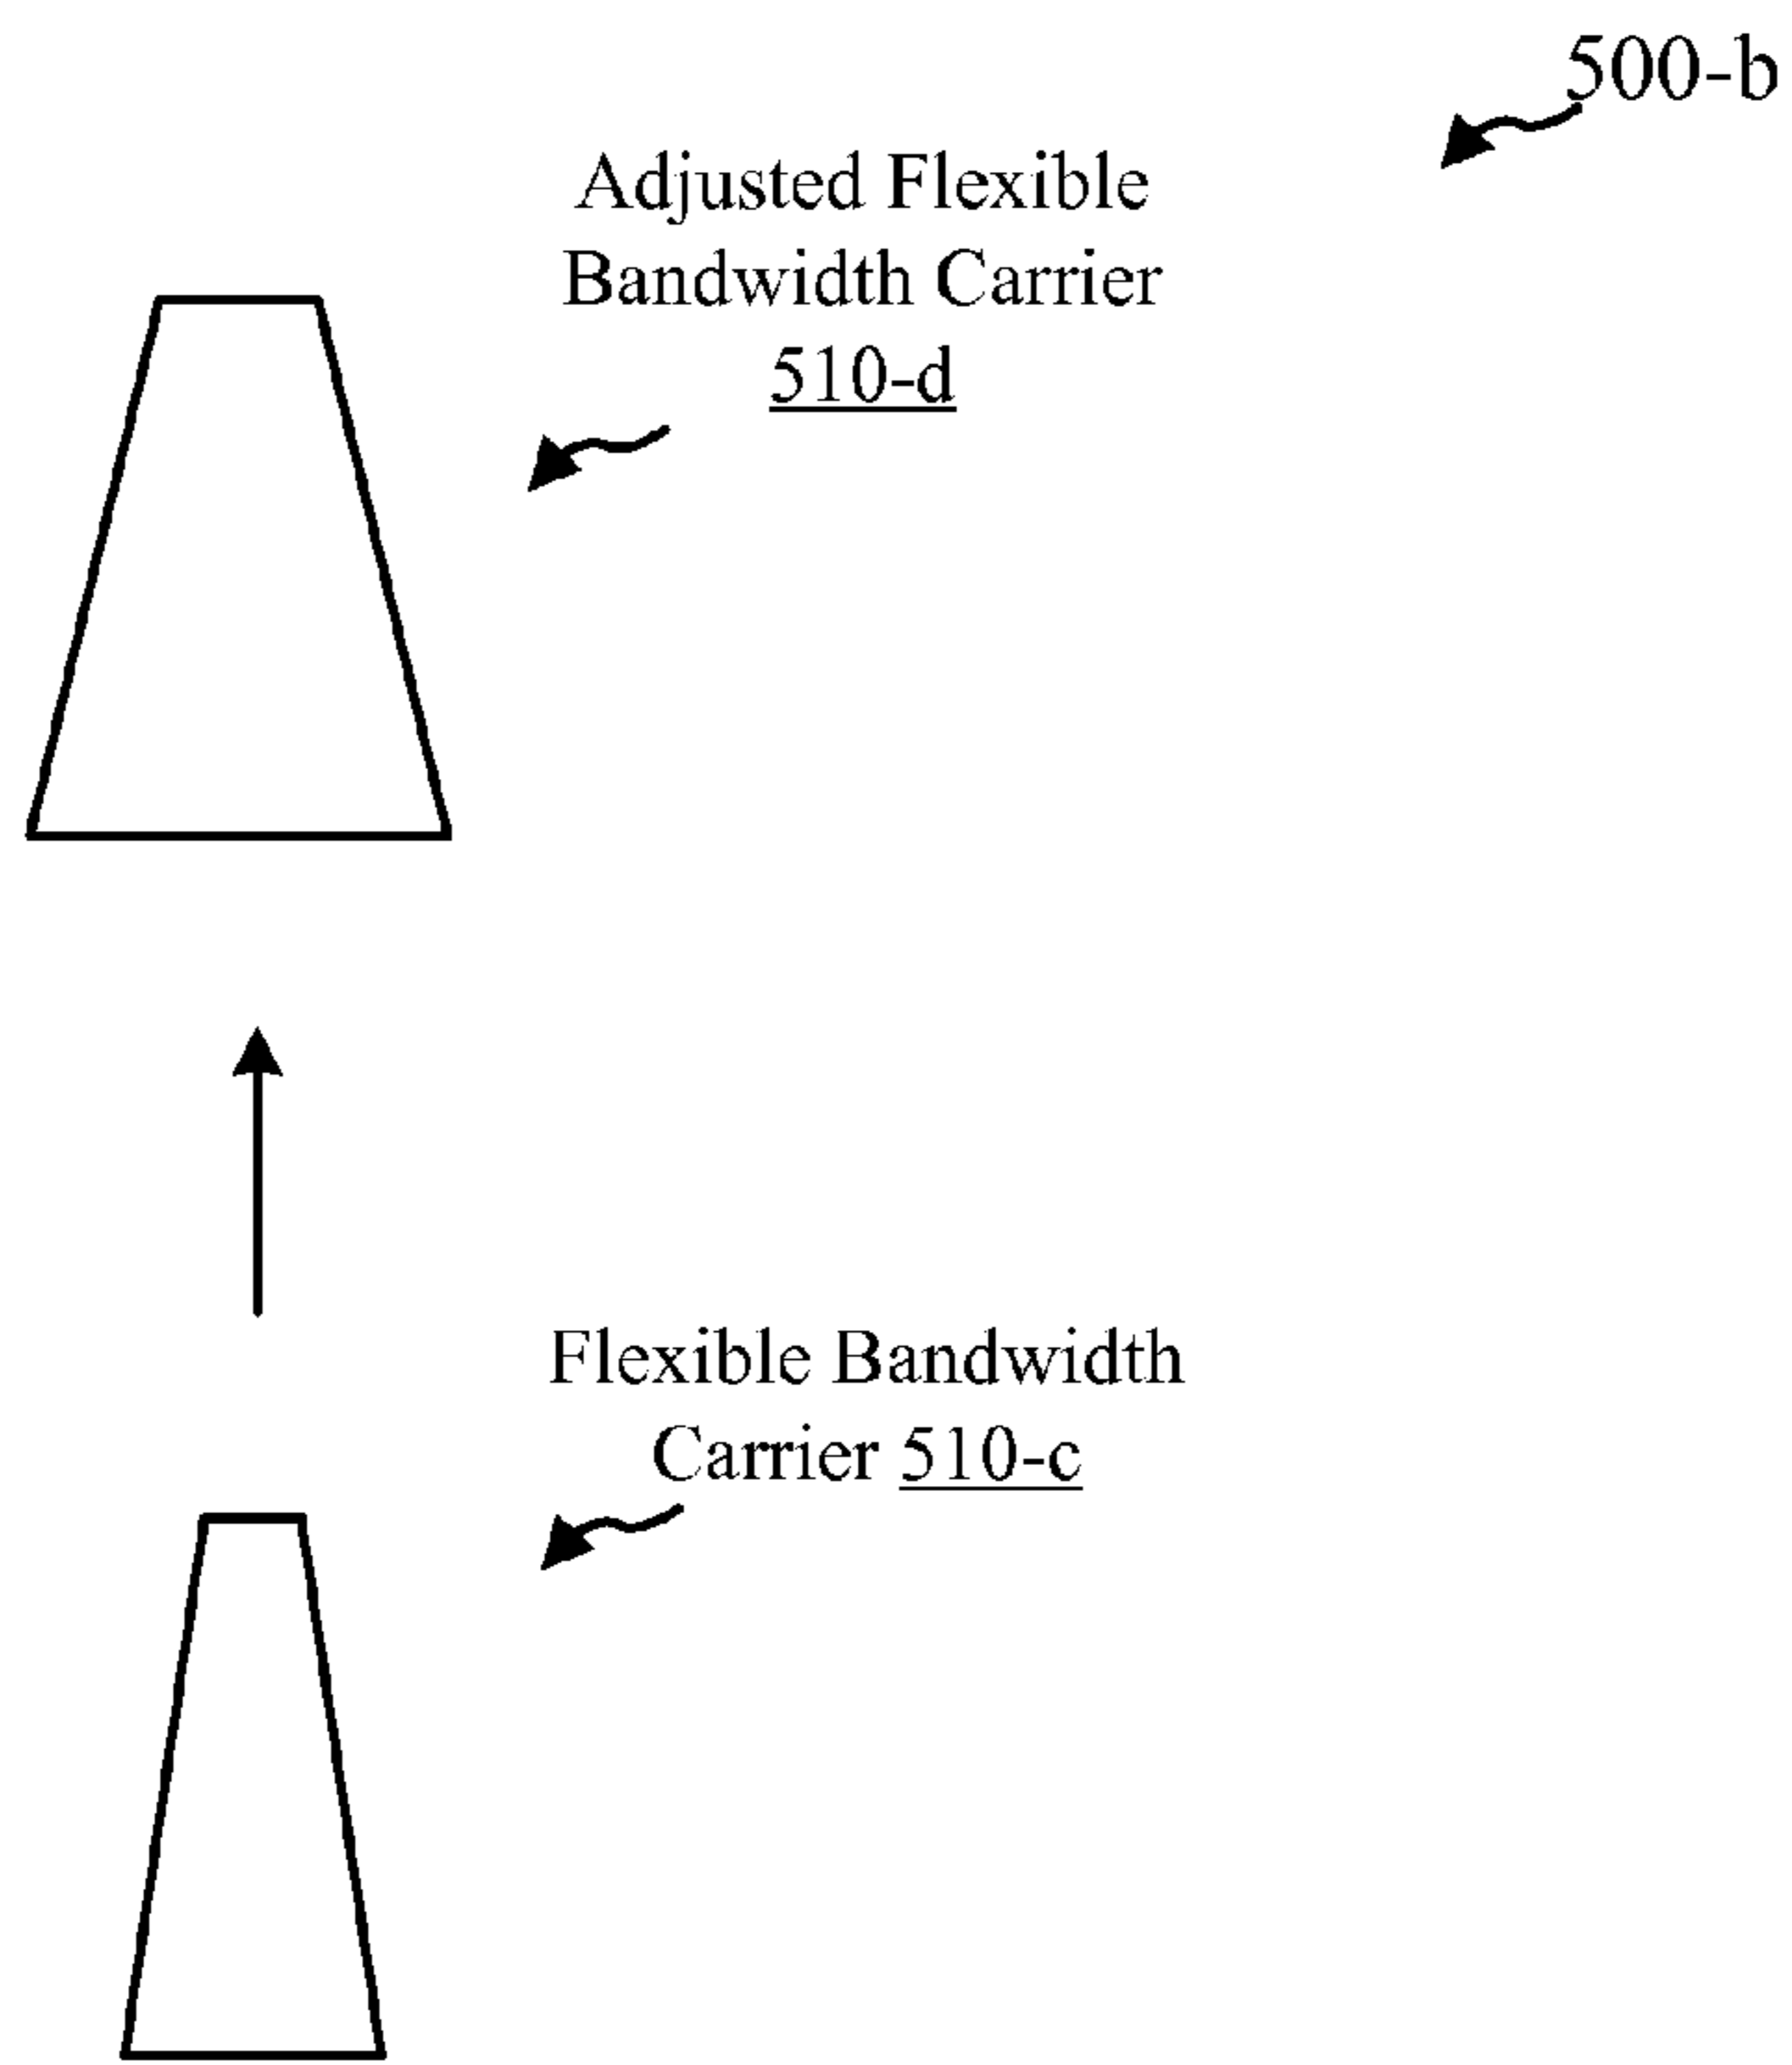 500-b
Adjusted Flexible
Bandwidth Carrier
510-d
Flexible Bandwidth
Carrier 510-c